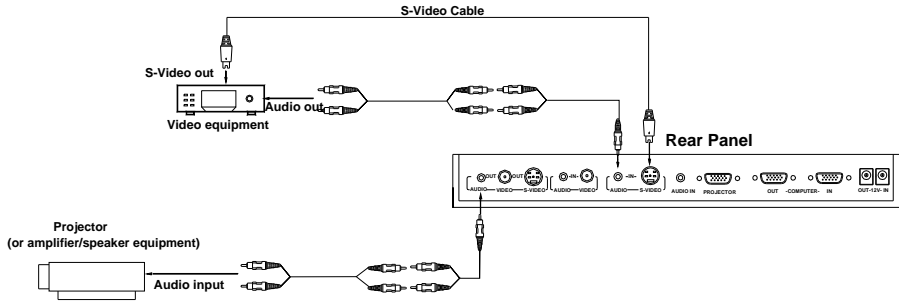 S-Video Cable
S-Video out
Audio out
Video equipment
Rear Panel
OUT OUT -IN- -IN-
AUDIO VIDEO S-VIDEO AUDIO VIDEO AUDIO S-VIDEO AUDIO IN PROJECTOR OUT -COMPUTER- IN OUT-12V- IN
Projector
(or amplifier/speaker equipment)
Audio input